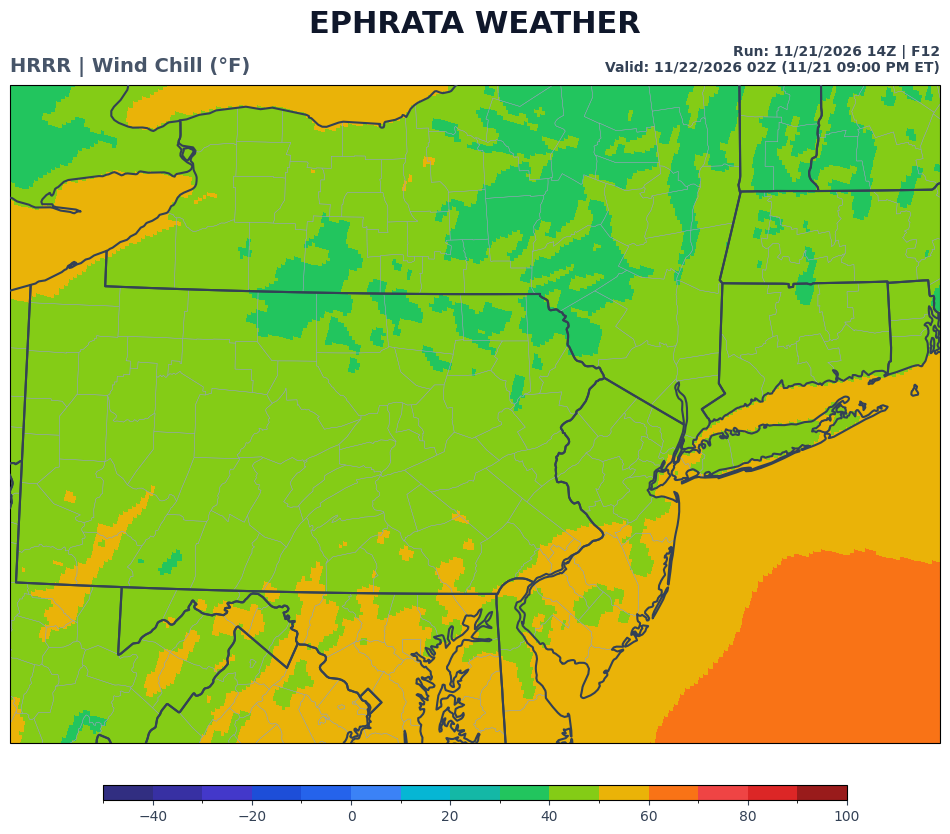 EPHRATA WEATHER
HRRR | Wind Chill (°F)
Run: 11/21/2026 14Z | F12
Valid: 11/22/2026 02Z (11/21 09:00 PM ET)
−40 −20 0 20 40 60 80 100